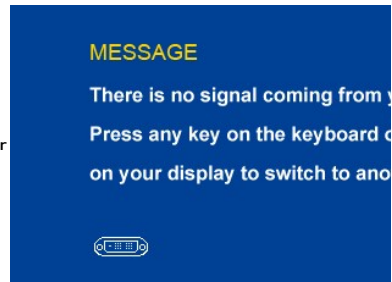 MESSAGE
There is no signal coming from
Press any key on the keyboard
r
on your display to switch to